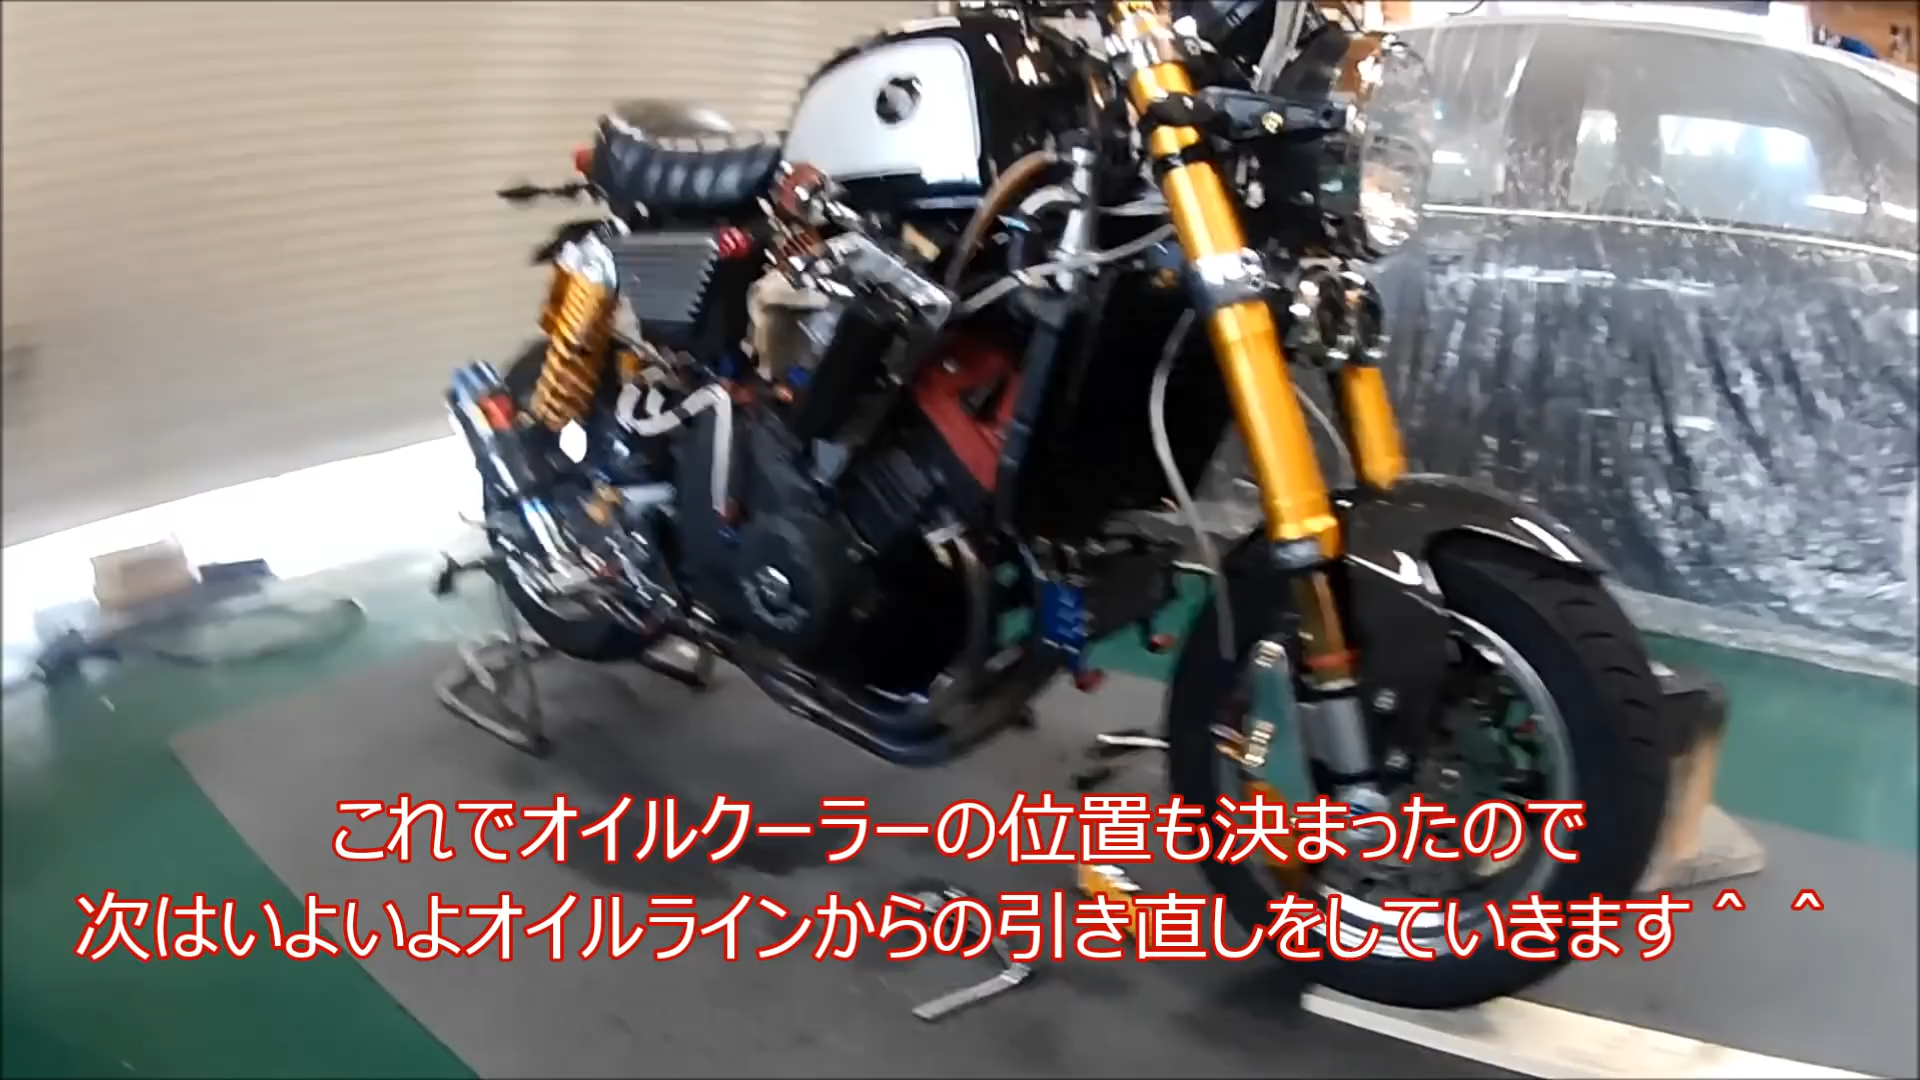 これでオイルクーラーの位置も決まったので
次はいよいよオイルラインからの引き直しをしていきます＾ ＾